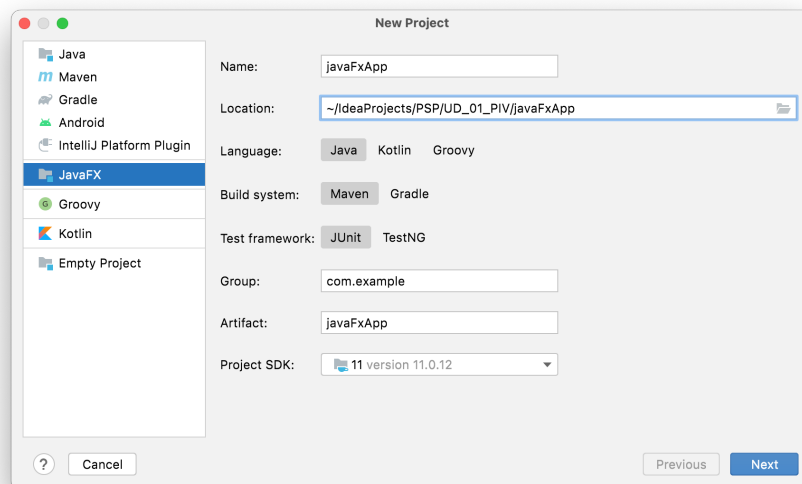 New Project
Java
Maven
Gradle
Android
IntelliJ Platform Plugin
JavaFX
Groovy
Kotlin
Empty Project
Name: javaFxApp
Location: ~/IdeaProjects/PSP/UD_01_PIV/javaFxApp
Language: Java Kotlin Groovy
Build system: Maven Gradle
Test framework: JUnit TestNG
Group: com.example
Artifact: javaFxApp
Project SDK: 11 version 11.0.12
? Cancel Previous Next